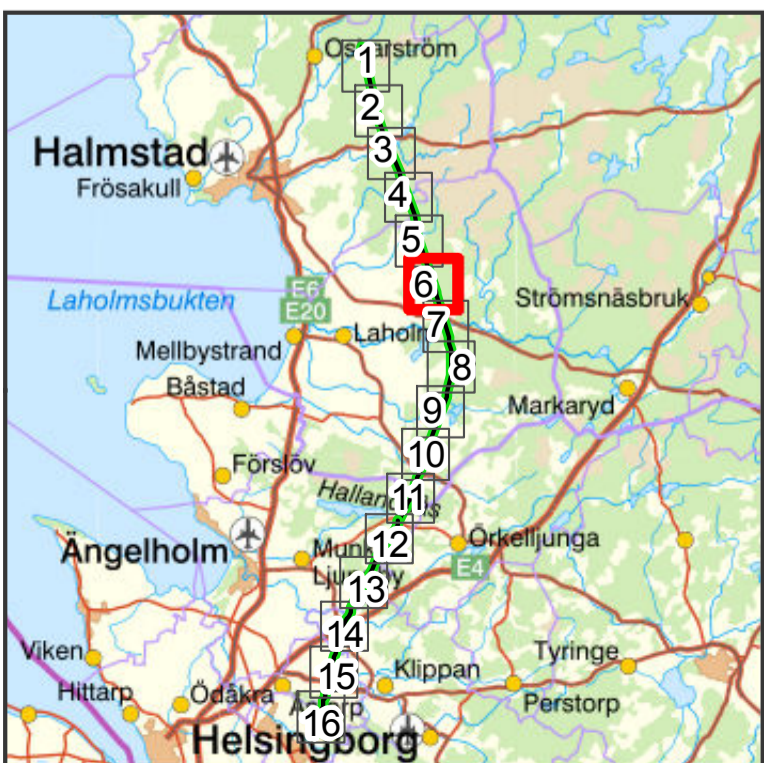 1
2
3
Halmstad
Frösakull
4
5
6
E6
E20
Laholmsbukten
Strömsnäsbruk
7
Mellbystrand
8
Båstad
Markaryd
9
10
Förslöv
11
12
Örkelljunga
Ängelholm
E4
13
14
Viken
Tyringe
15
Klippan
Hittarp
Ödåkra
Perstorp
16
Helsingborg